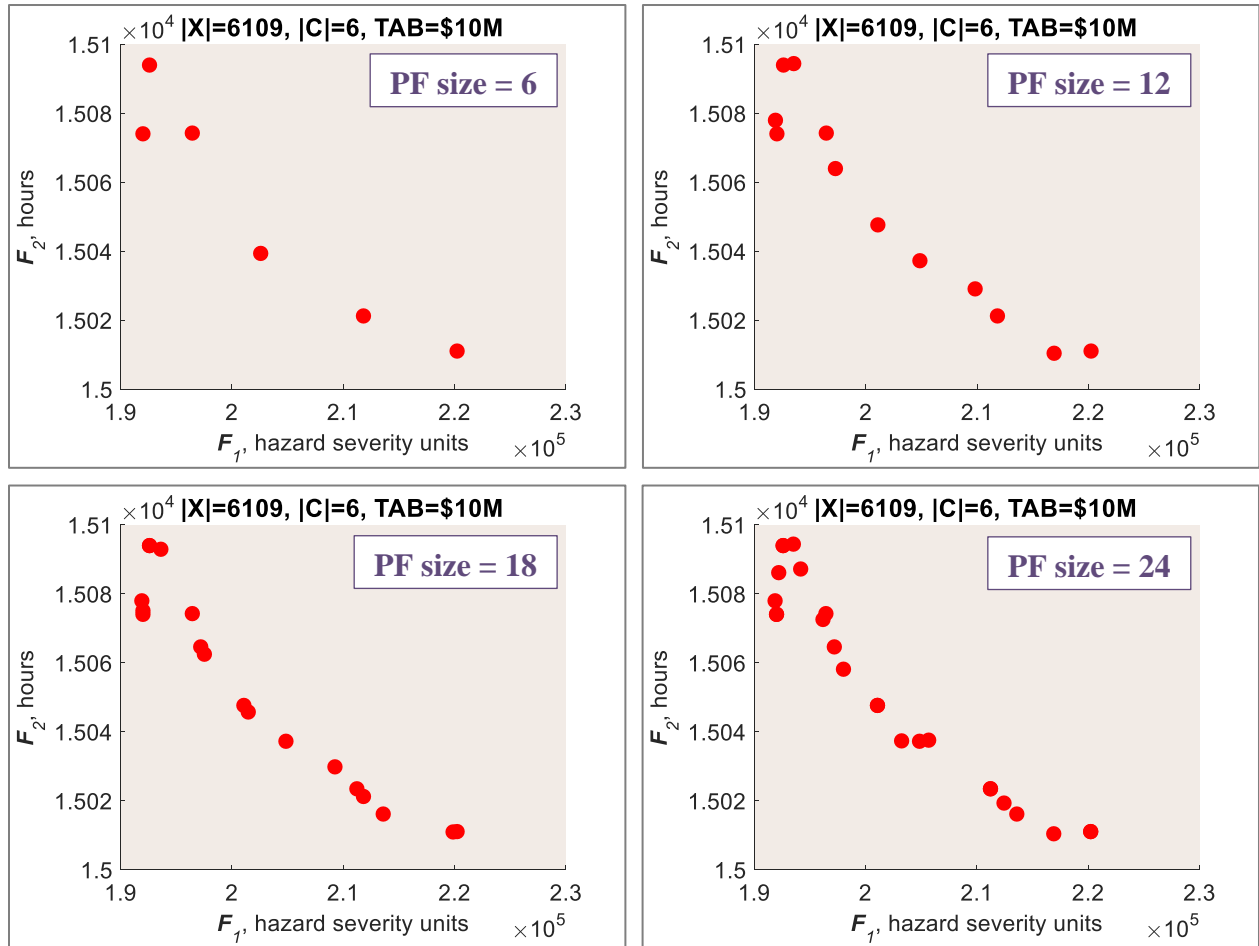 ×10⁴ |X|=6109, |C|=6, TAB=$10M
PF size = 6
1.51
1.508
1.506
1.504
1.502
1.5
F₂, hours
1.9 2 2.1 2.2 2.3
F₁, hazard severity units ×10⁵
×10⁴ |X|=6109, |C|=6, TAB=$10M
PF size = 12
1.51
1.508
1.506
1.504
1.502
1.5
F₂, hours
1.9 2 2.1 2.2 2.3
F₁, hazard severity units ×10⁵
×10⁴ |X|=6109, |C|=6, TAB=$10M
PF size = 18
1.51
1.508
1.506
1.504
1.502
1.5
F₂, hours
1.9 2 2.1 2.2 2.3
F₁, hazard severity units ×10⁵
×10⁴ |X|=6109, |C|=6, TAB=$10M
PF size = 24
1.51
1.508
1.506
1.504
1.502
1.5
F₂, hours
1.9 2 2.1 2.2 2.3
F₁, hazard severity units ×10⁵